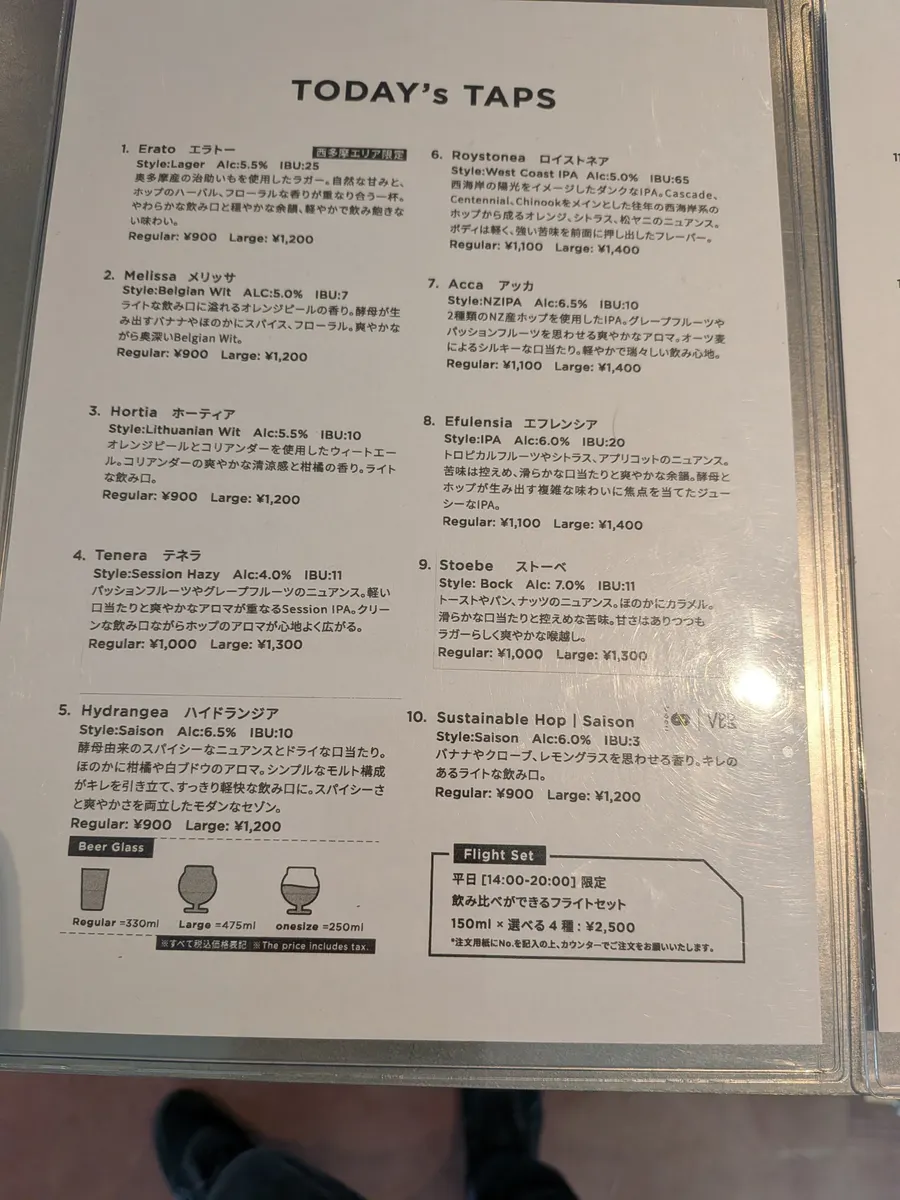 TODAY's TAPS
1. Erato エラトー 西多摩エリア限定
Style:Lager Alc:5.5% IBU:25
奥多摩産の治助いもを使用したラガー。自然な甘みと、
ホップのハーバル、フローラルな香りが重なり合う一杯。
やわらかな飲み口と穏やかな余韻、軽やかで飲み飽きな
い味わい。
Regular: ¥900 Large: ¥1,200
2. Melissa メリッサ
Style:Belgian Wit ALC:5.0% IBU:7
ライトな飲み口に溢れるオレンジピールの香り。酵母が生
み出すバナナやほのかにスパイス、フローラル。爽やかな
がら奥深いBelgian Wit。
Regular: ¥900 Large: ¥1,200
3. Hortia ホーティア
Style:Lithuanian Wit Alc:5.5% IBU:10
オレンジピールとコリアンダーを使用したウィートエー
ル。コリアンダーの爽やかな清涼感と柑橘の香り。ライト
な飲み口。
Regular: ¥900 Large: ¥1,200
4. Tenera テネラ
Style:Session Hazy Alc:4.0% IBU:11
パッションフルーツやグレープフルーツのニュアンス。軽い
口当たりと爽やかなアロマが重なるSession IPA。クリー
ンな飲み口ながらホップのアロマが心地よく広がる。
Regular: ¥1,000 Large: ¥1,300
5. Hydrangea ハイドランジア
Style:Saison Alc:6.5% IBU:10
酵母由来のスパイシーなニュアンスとドライな口当たり。
ほのかに柑橘や白ブドウのアロマ。シンプルなモルト構成
がキレを引き立て、すっきり軽快な飲み口に。スパイシーさ
と爽やかさを両立したモダンなセゾン。
Regular: ¥900 Large: ¥1,200
Beer Glass
Regular =330ml Large =475ml onesize =250ml
※すべて税込価格表記 ※The price includes tax.
6. Roystonea ロイストネア
Style:West Coast IPA Alc:5.0% IBU:65
西海岸の陽光をイメージしたダンクなIPA。Cascade、
Centennial、Chinookをメインとした往年の西海岸系の
ホップから成るオレンジ、シトラス、松ヤニのニュアンス。
ボディは軽く、強い苦味を前面に押し出したフレーバー。
Regular: ¥1,100 Large: ¥1,400
7. Acca アッカ
Style:NZIPA Alc:6.5% IBU:10
2種類のNZ産ホップを使用したIPA。グレープフルーツや
パッションフルーツを思わせる爽やかなアロマ。オーツ麦
によるシルキーな口当たり。軽やかで瑞々しい飲み心地。
Regular: ¥1,100 Large: ¥1,400
8. Efulensia エフレンシア
Style:IPA Alc:6.0% IBU:20
トロピカルフルーツやシトラス、アプリコットのニュアンス。
苦味は控えめ、滑らかな口当たりと爽やかな余韻。酵母と
ホップが生み出す複雑な味わいに焦点を当てたジュー
シーなIPA。
Regular: ¥1,100 Large: ¥1,400
9. Stoebe ストーベ
Style: Bock Alc: 7.0% IBU:11
トーストやパン、ナッツのニュアンス。ほのかにカラメル。
滑らかな口当たりと控えめな苦味。甘さはありつつも
ラガーらしく爽やかな喉越し。
Regular: ¥1,000 Large: ¥1,300
10. Sustainable Hop | Saison
Style:Saison Alc:6.0% IBU:3
バナナやクローブ、レモングラスを思わせる香り。キレの
あるライトな飲み口。
Regular: ¥900 Large: ¥1,200
Flight Set
平日 [14:00-20:00] 限定
飲み比べができるフライトセット
150ml × 選べる 4 種 : ¥2,500
*注文用紙にNo.を記入の上、カウンターでご注文をお願いいたします。